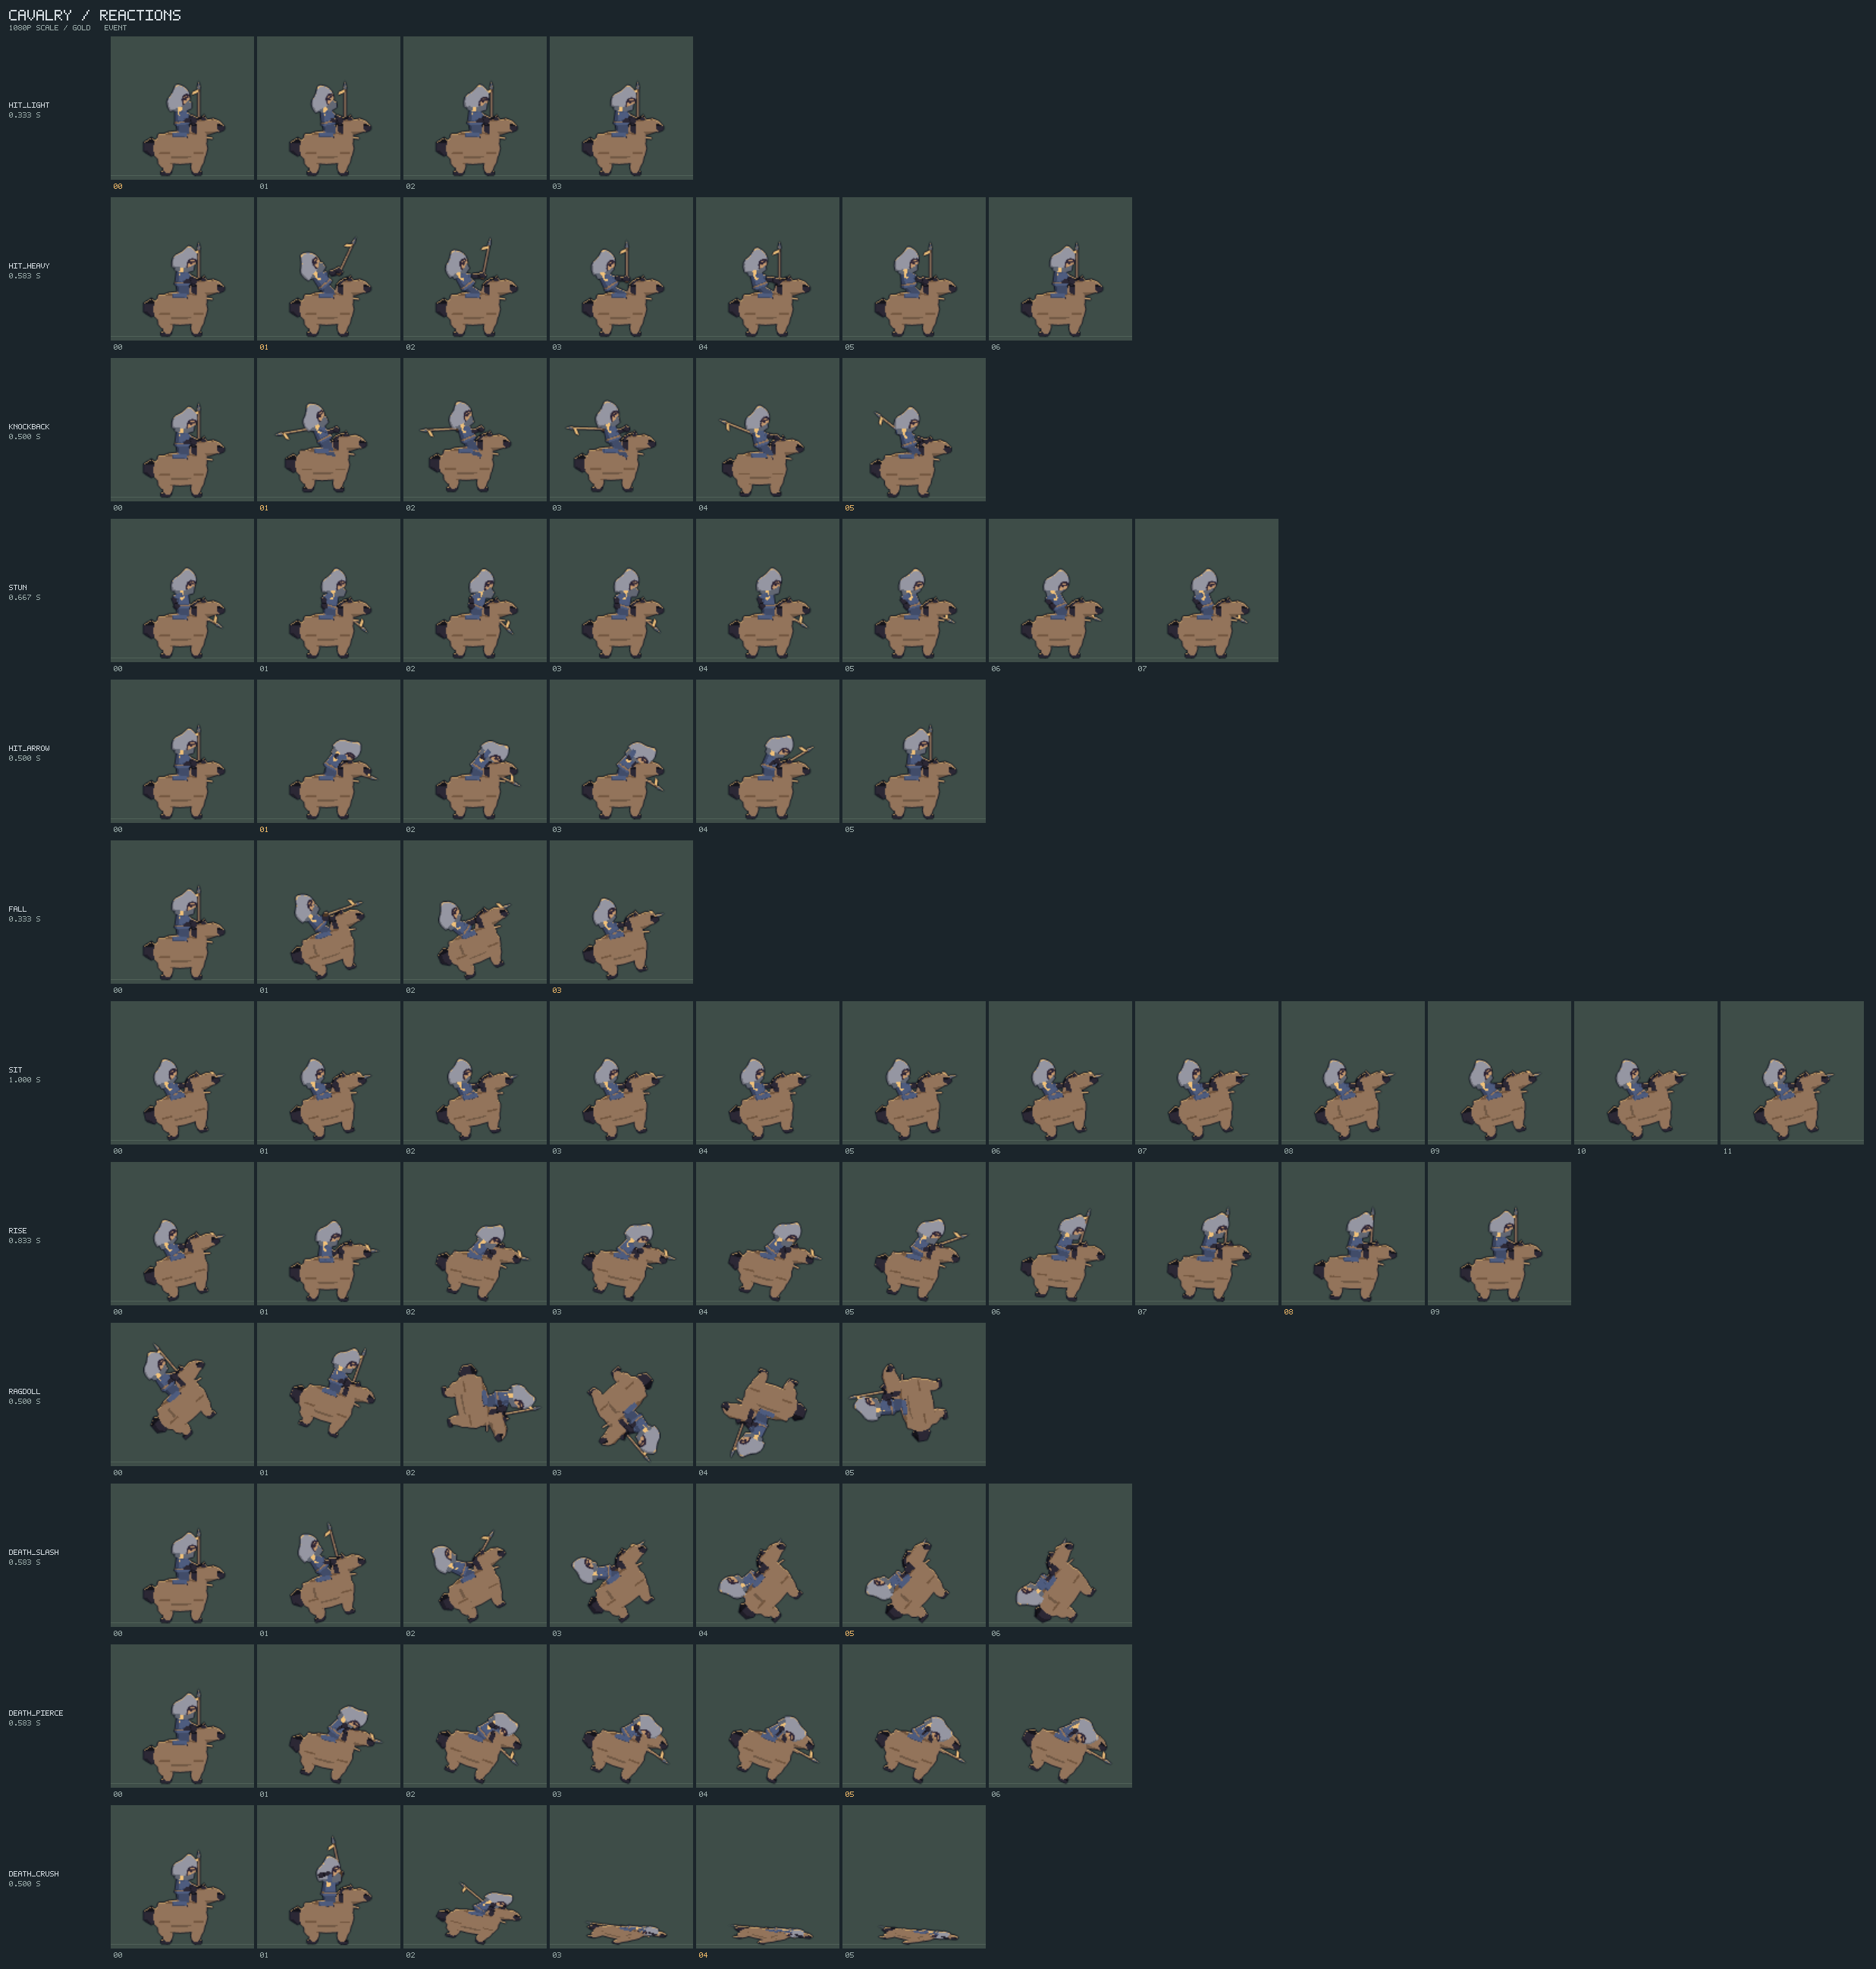 CAVALRY / REACTIONS
1080P SCALE / GOLD EVENT
HIT_LIGHT
0.333 S
00 01 02 03
HIT_HEAVY
0.583 S
00 01 02 03 04 05 06
KNOCKBACK
0.500 S
00 01 02 03 04 05
STUN
0.667 S
00 01 02 03 04 05 06 07
HIT_ARROW
0.500 S
00 01 02 03 04 05
FALL
0.333 S
00 01 02 03
SIT
1.000 S
00 01 02 03 04 05 06 07 08 09 10 11
RISE
0.833 S
00 01 02 03 04 05 06 07 08 09
RAGDOLL
0.500 S
00 01 02 03 04 05
DEATH_SLASH
0.583 S
00 01 02 03 04 05 06
DEATH_PIERCE
0.583 S
00 01 02 03 04 05 06
DEATH_CRUSH
0.500 S
00 01 02 03 04 05